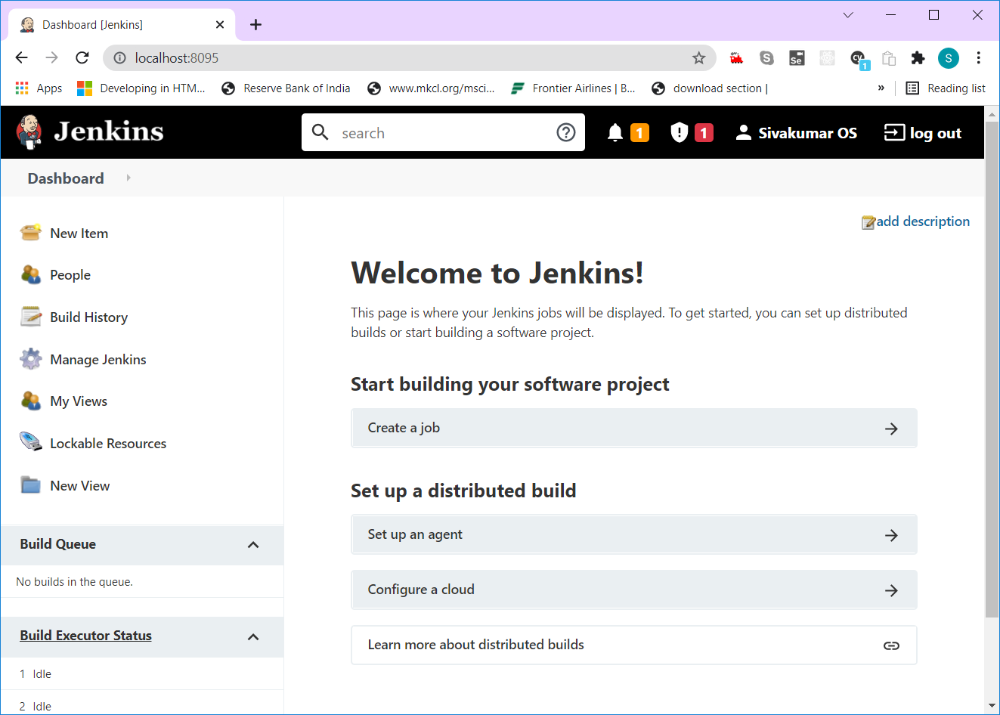 Dashboard [Jenkins]
localhost:8095
S
Se
cy
1
S
Apps
Developing in HTM...
Reserve Bank of India
www.mkcl.org/msci...
Frontier Airlines | B...
download section |
»
Reading list
Jenkins
search
1
1
Sivakumar OS
log out
Dashboard
New Item
People
Build History
Manage Jenkins
My Views
Lockable Resources
New View
Build Queue
No builds in the queue.
Build Executor Status
1 Idle
2 Idle
add description
Welcome to Jenkins!
This page is where your Jenkins jobs will be displayed. To get started, you can set up distributed
builds or start building a software project.
Start building your software project
Create a job
Set up a distributed build
Set up an agent
Configure a cloud
Learn more about distributed builds